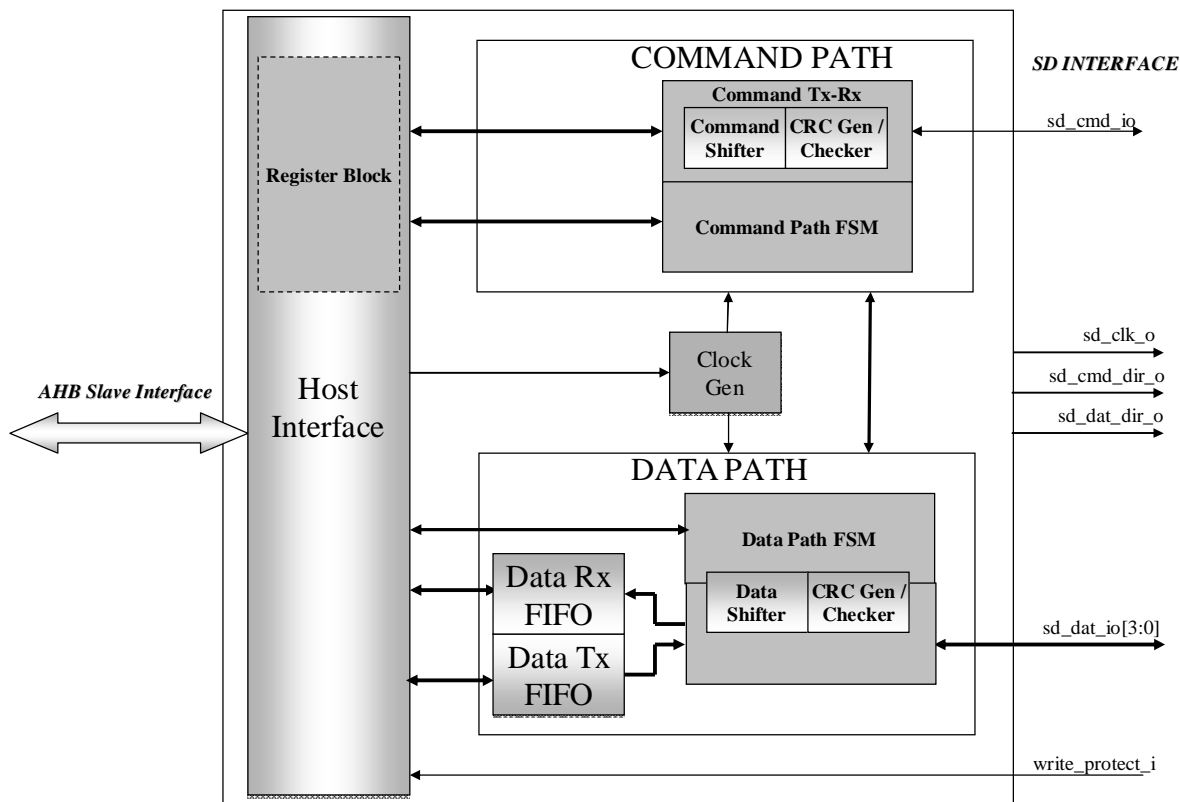 COMMAND PATH
SD INTERFACE
Command Tx-Rx
Command
Shifter
CRC Gen /
Checker
sd_cmd_io
Register Block
Command Path FSM
Clock
Gen
sd_clk_o
sd_cmd_dir_o
sd_dat_dir_o
AHB Slave Interface
Host
Interface
DATA PATH
Data Path FSM
Data Rx
FIFO
Data
Shifter
CRC Gen /
Checker
Data Tx
FIFO
sd_dat_io[3:0]
write_protect_i